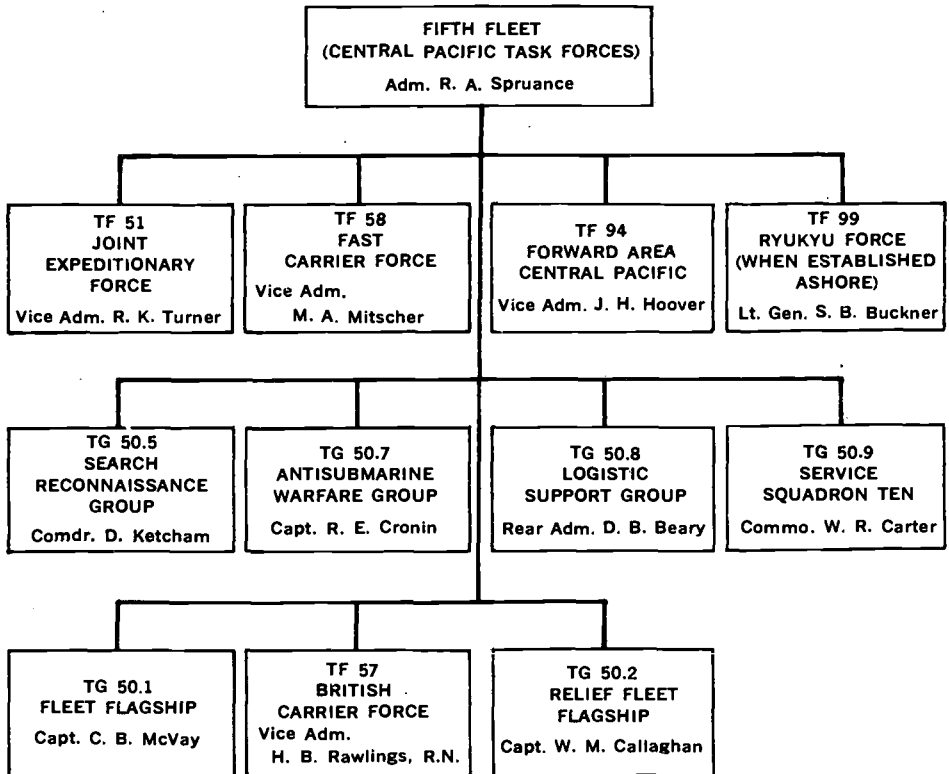 FIFTH FLEET
(CENTRAL PACIFIC TASK FORCES)
Adm. R. A. Spruance
TF 51
JOINT
EXPEDITIONARY
FORCE
Vice Adm. R. K. Turner
TF 58
FAST
CARRIER FORCE
Vice Adm.
M. A. Mitscher
TF 94
FORWARD AREA
CENTRAL PACIFIC
Vice Adm. J. H. Hoover
TF 99
RYUKYU FORCE
(WHEN ESTABLISHED
ASHORE)
Lt. Gen. S. B. Buckner
TG 50.5
SEARCH
RECONNAISSANCE
GROUP
Comdr. D. Ketcham
TG 50.7
ANTISUBMARINE
WARFARE GROUP
Capt. R. E. Cronin
TG 50.8
LOGISTIC
SUPPORT GROUP
Rear Adm. D. B. Beary
TG 50.9
SERVICE
SQUADRON TEN
Commo. W. R. Carter
TG 50.1
FLEET FLAGSHIP
Capt. C. B. McVay
TF 57
BRITISH
CARRIER FORCE
Vice Adm.
H. B. Rawlings, R.N.
TG 50.2
RELIEF FLEET
FLAGSHIP
Capt. W. M. Callaghan